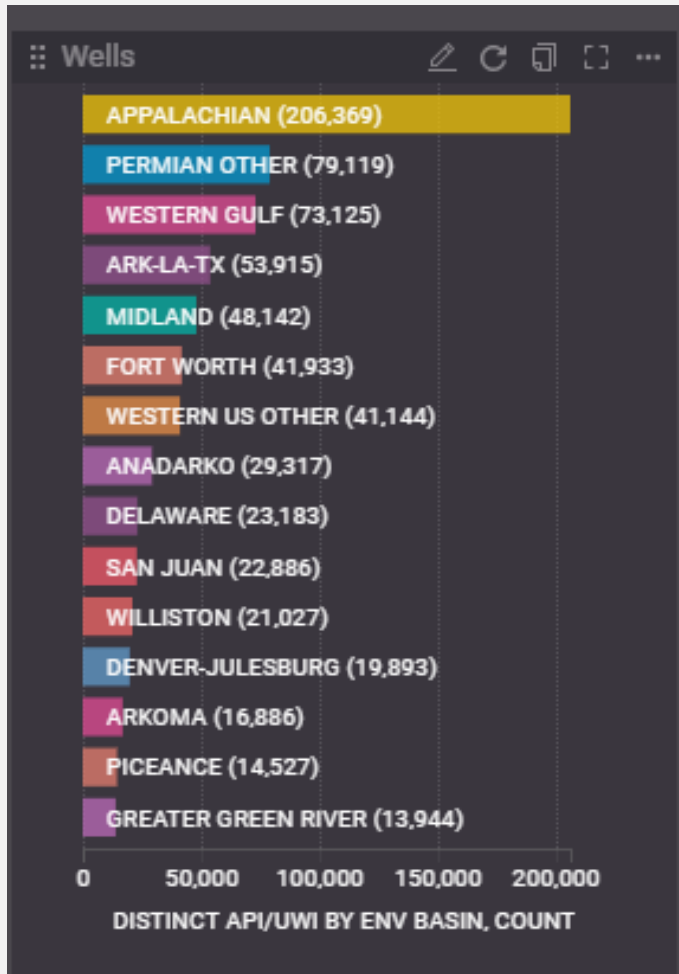 Wells
APPALACHIAN (206,369)
PERMIAN OTHER (79,119)
WESTERN GULF (73,125)
ARK-LA-TX (53,915)
MIDLAND (48,142)
FORT WORTH (41,933)
WESTERN US OTHER (41,144)
ANADARKO (29,317)
DELAWARE (23,183)
SAN JUAN (22,886)
WILLISTON (21,027)
DENVER-JULESBURG (19,893)
ARKOMA (16,886)
PICEANCE (14,527)
GREATER GREEN RIVER (13,944)
0 50,000 100,000 150,000 200,000
DISTINCT API/UWI BY ENV BASIN, COUNT